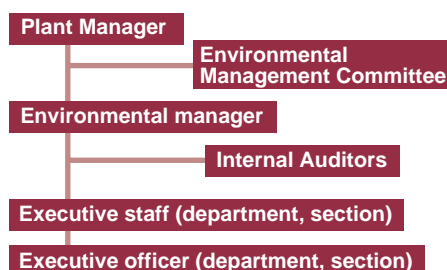 Plant Manager
Environmental
Management Committee
Environmental manager
Internal Auditors
Executive staff (department, section)
Executive officer (department, section)